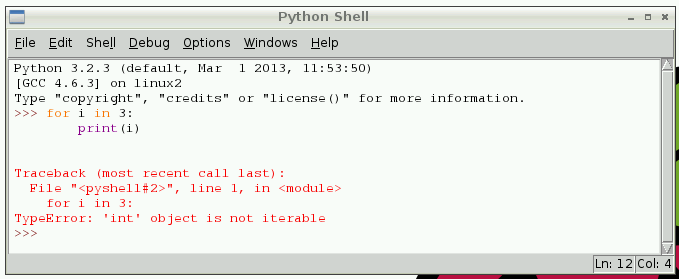 Python Shell
File Edit Shell Debug Options Windows Help
Python 3.2.3 (default, Mar  1 2013, 11:53:50)
[GCC 4.6.3] on linux2
Type "copyright", "credits" or "license()" for more information.
>>> for i in 3:
        print(i)
Traceback (most recent call last):
  File "<pyshell#2>", line 1, in <module>
    for i in 3:
TypeError: 'int' object is not iterable
>>>
Ln: 12 Col: 4